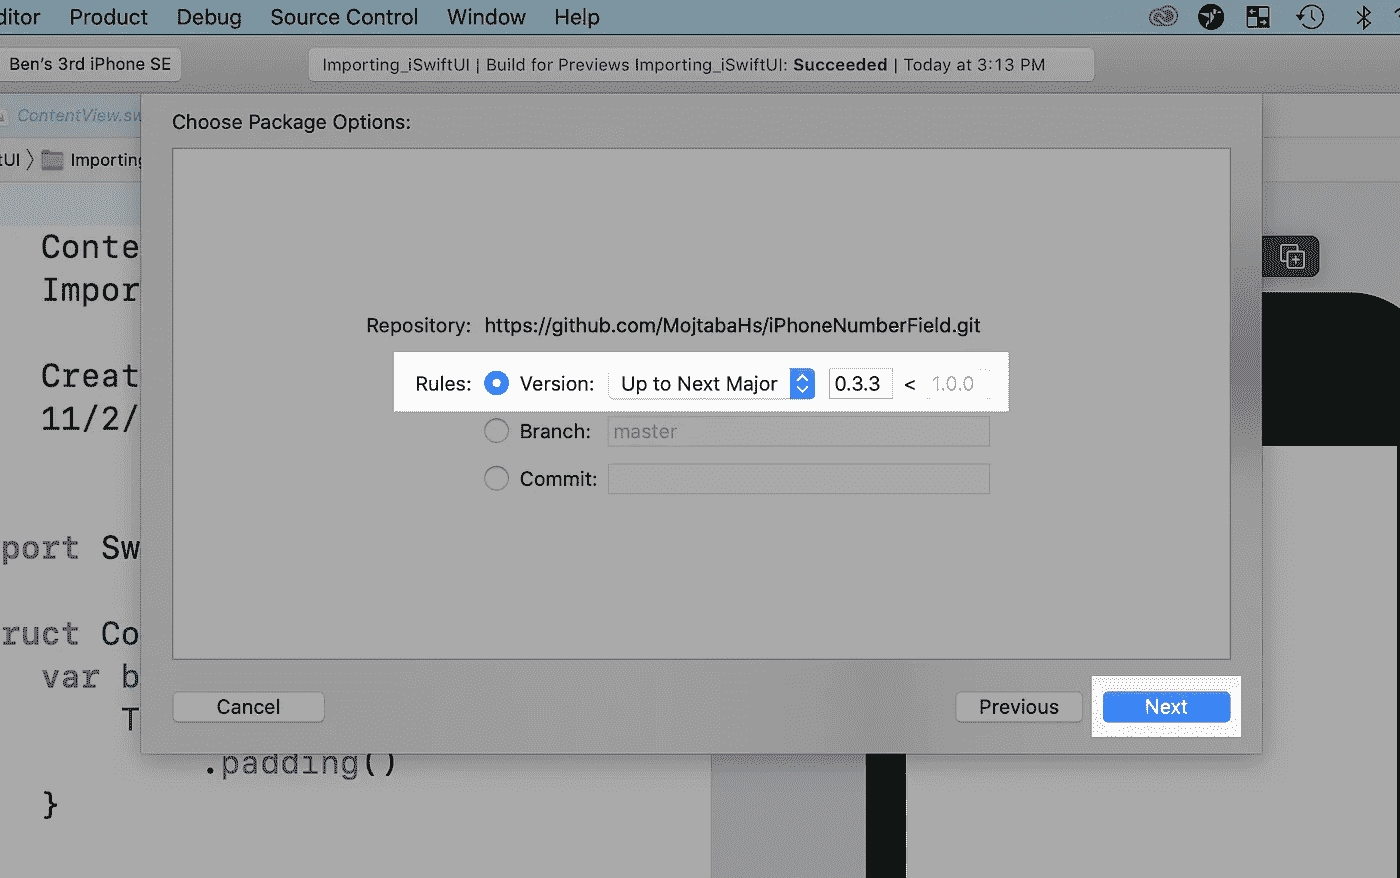 ditor Product Debug Source Control Window Help
Ben's 3rd iPhone SE
Importing_iSwiftUI | Build for Previews Importing_iSwiftUI: Succeeded | Today at 3:13 PM
ContentView.sw
tUI 〉 Importing
Choose Package Options:
Conte
Impor
Creat
11/2/
port Sw
ruct Co
var b
T
.padding()
}
Repository: https://github.com/MojtabaHs/iPhoneNumberField.git
Rules: Version: Up to Next Major 0.3.3 < 1.0.0
Branch: master
Commit:
Cancel Previous Next